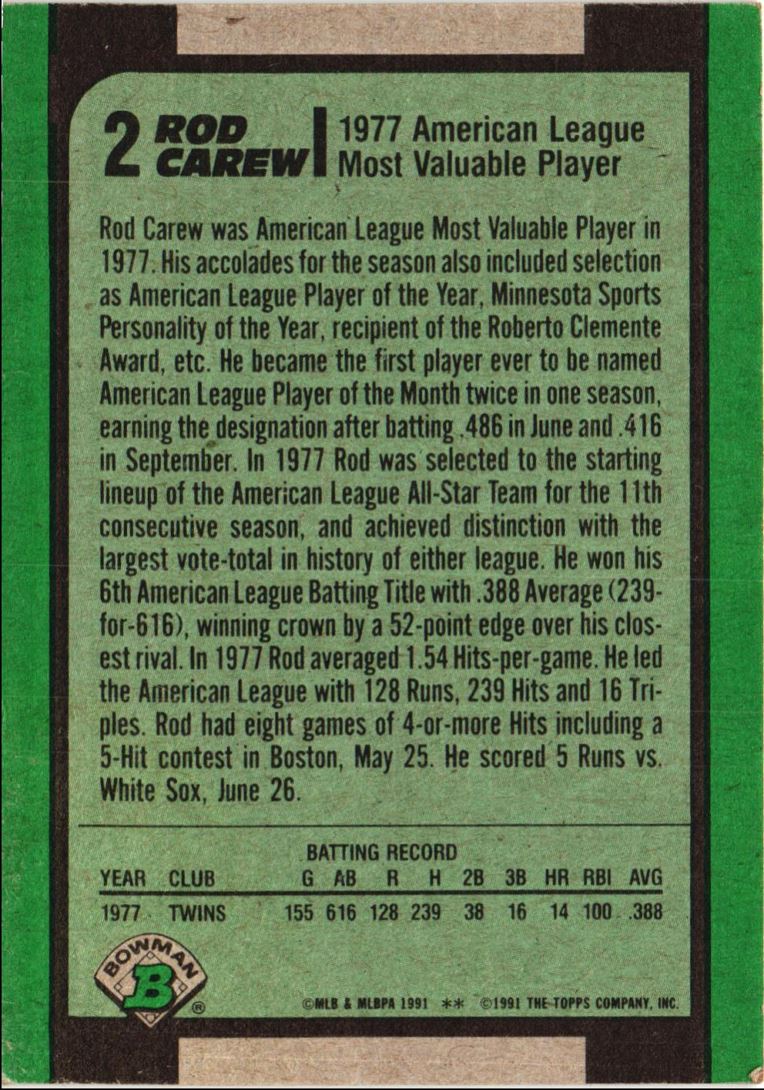 2 ROD CAREW 1977 American League
Most Valuable Player
Rod Carew was American League Most Valuable Player in
1977. His accolades for the season also included selection
as American League Player of the Year, Minnesota Sports
Personality of the Year, recipient of the Roberto Clemente
Award, etc. He became the first player ever to be named
American League Player of the Month twice in one season,
earning the designation after batting .486 in June and .416
in September. In 1977 Rod was selected to the starting
lineup of the American League All-Star Team for the 11th
consecutive season, and achieved distinction with the
largest vote-total in history of either league. He won his
6th American League Batting Title with .388 Average (239-
for-616), winning crown by a 52-point edge over his clos-
est rival. In 1977 Rod averaged 1.54 Hits-per-game. He led
the American League with 128 Runs, 239 Hits and 16 Tri-
ples. Rod had eight games of 4-or-more Hits including a
5-Hit contest in Boston, May 25. He scored 5 Runs vs.
White Sox, June 26.
BATTING RECORD
YEAR CLUB G AB R H 2B 3B HR RBI AVG
1977 TWINS 155 616 128 239 38 16 14 100 .388
BOWMAN
B ®
©MLB & MLBPA 1991 ** ©1991 THE TOPPS COMPANY, INC.